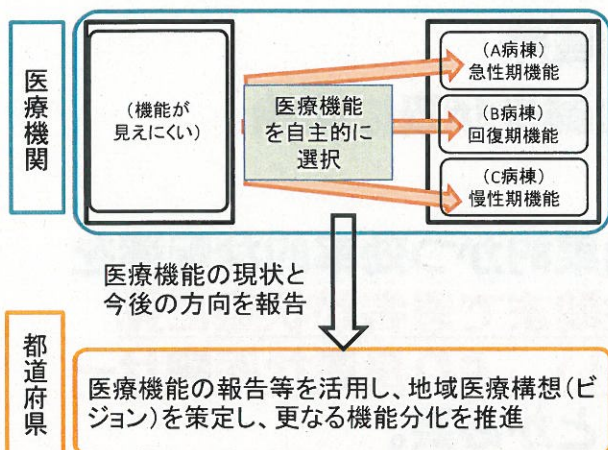 医療機関
(機能が
見えにくい)
医療機能
を自主的に
選択
(A病棟)
急性期機能
(B病棟)
回復期機能
(C病棟)
慢性期機能
医療機能の現状と
今後の方向を報告
都道府県
医療機能の報告等を活用し、地域医療構想(ビ
ジョン)を策定し、更なる機能分化を推進